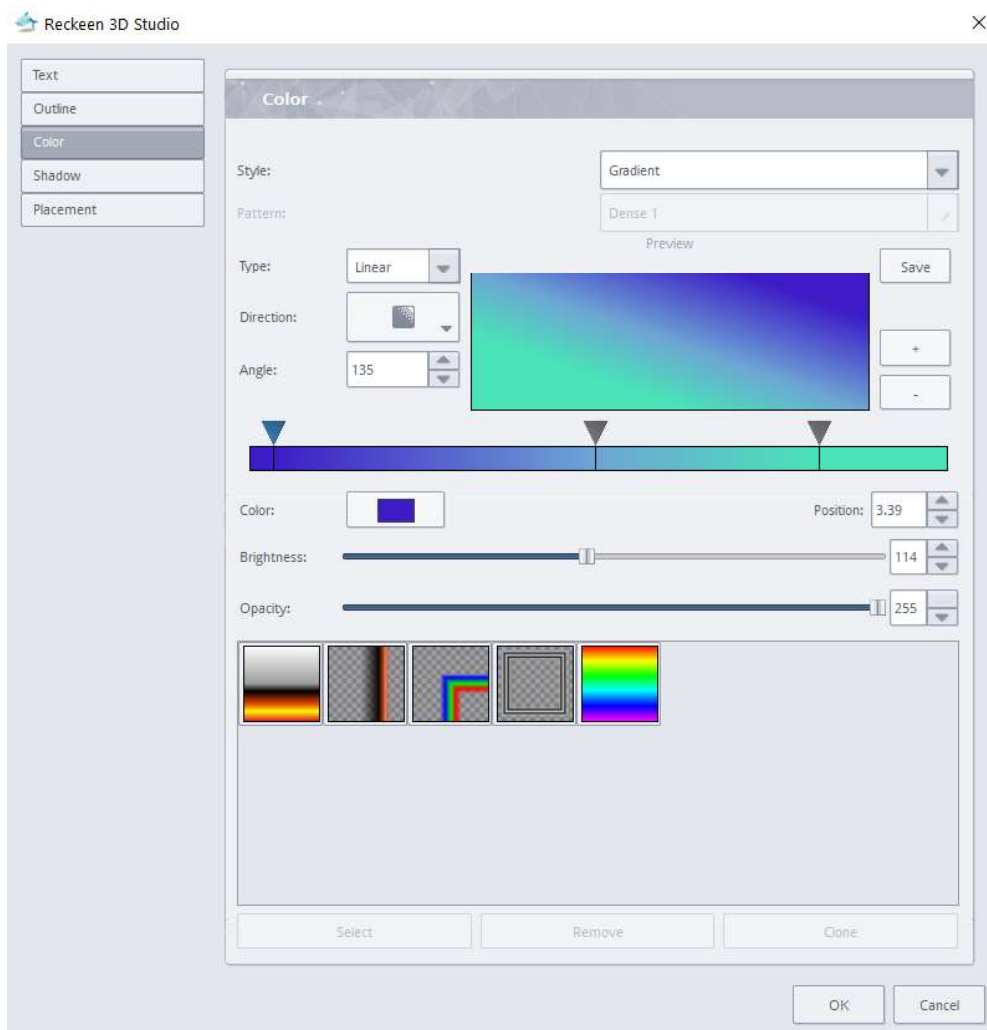 Reckeen 3D Studio
Text
Outline
Color
Shadow
Placement
Color
Style:
Gradient
Pattern:
Dense 1
Preview
Type:
Linear
Save
Direction:
+
Angle:
135
-
Color:
Position:
3.39
Brightness:
114
Opacity:
255
Select
Remove
Clone
OK
Cancel